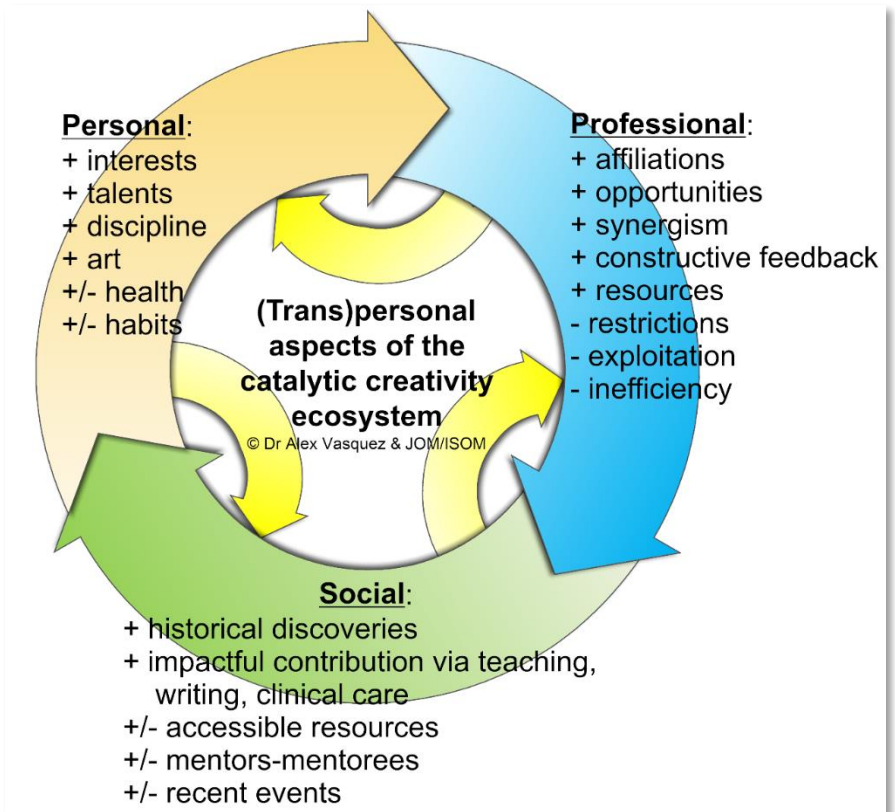 Personal:
+ interests
+ talents
+ discipline
+ art
+/- health
+/- habits
Professional:
+ affiliations
+ opportunities
+ synergism
+ constructive feedback
+ resources
- restrictions
- exploitation
- inefficiency
(Trans)personal
aspects of the
catalytic creativity
ecosystem
© Dr Alex Vasquez & JOM/ISOM
Social:
+ historical discoveries
+ impactful contribution via teaching,
writing, clinical care
+/- accessible resources
+/- mentors-mentorees
+/- recent events